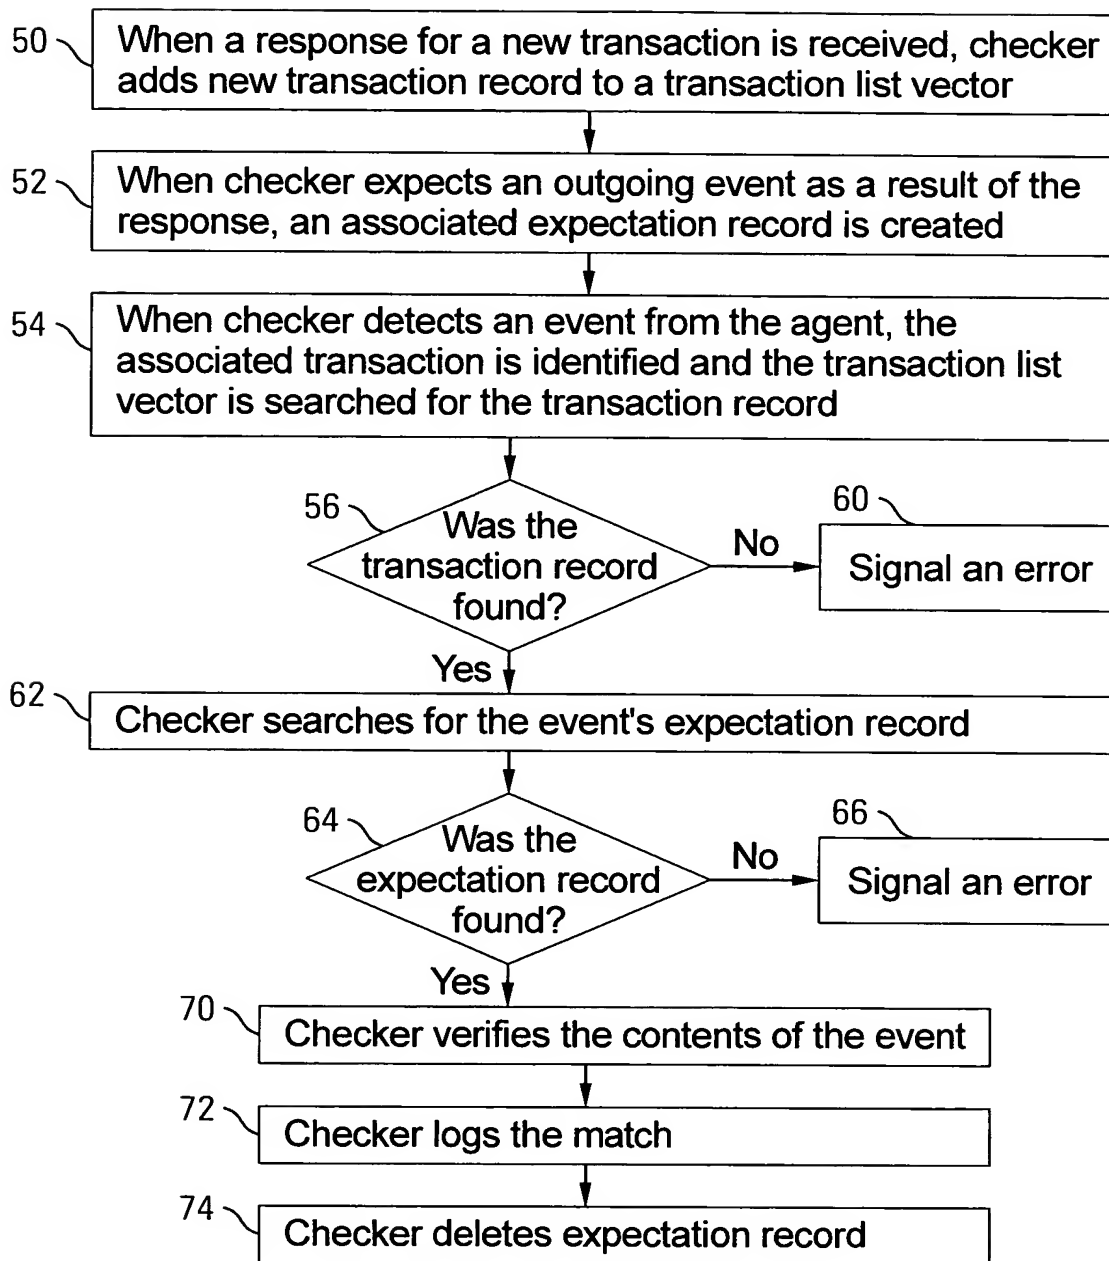 50
When a response for a new transaction is received, checker
adds new transaction record to a transaction list vector
52
When checker expects an outgoing event as a result of the
response, an associated expectation record is created
54
When checker detects an event from the agent, the
associated transaction is identified and the transaction list
vector is searched for the transaction record
56
Was the
transaction record
found?
No
60
Signal an error
Yes
62
Checker searches for the event's expectation record
64
Was the
expectation record
found?
No
66
Signal an error
Yes
70
Checker verifies the contents of the event
72
Checker logs the match
74
Checker deletes expectation record